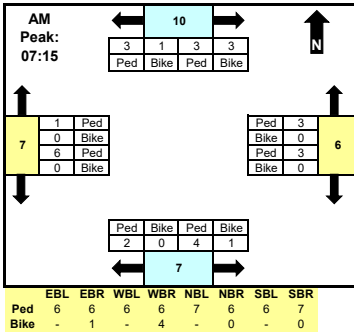 AM
Peak:
07:15
10
N
3 1 3 3
Ped Bike Ped Bike
7
1 Ped
0 Bike
6 Ped
0 Bike
Ped 3
Bike 0
Ped 3
Bike 0
6
Ped Bike Ped Bike
2 0 4 1
7
EBL EBR WBL WBR NBL NBR SBL SBR
Ped 6 6 6 6 7 6 6 7
Bike - 1 - 4 - 0 - 0